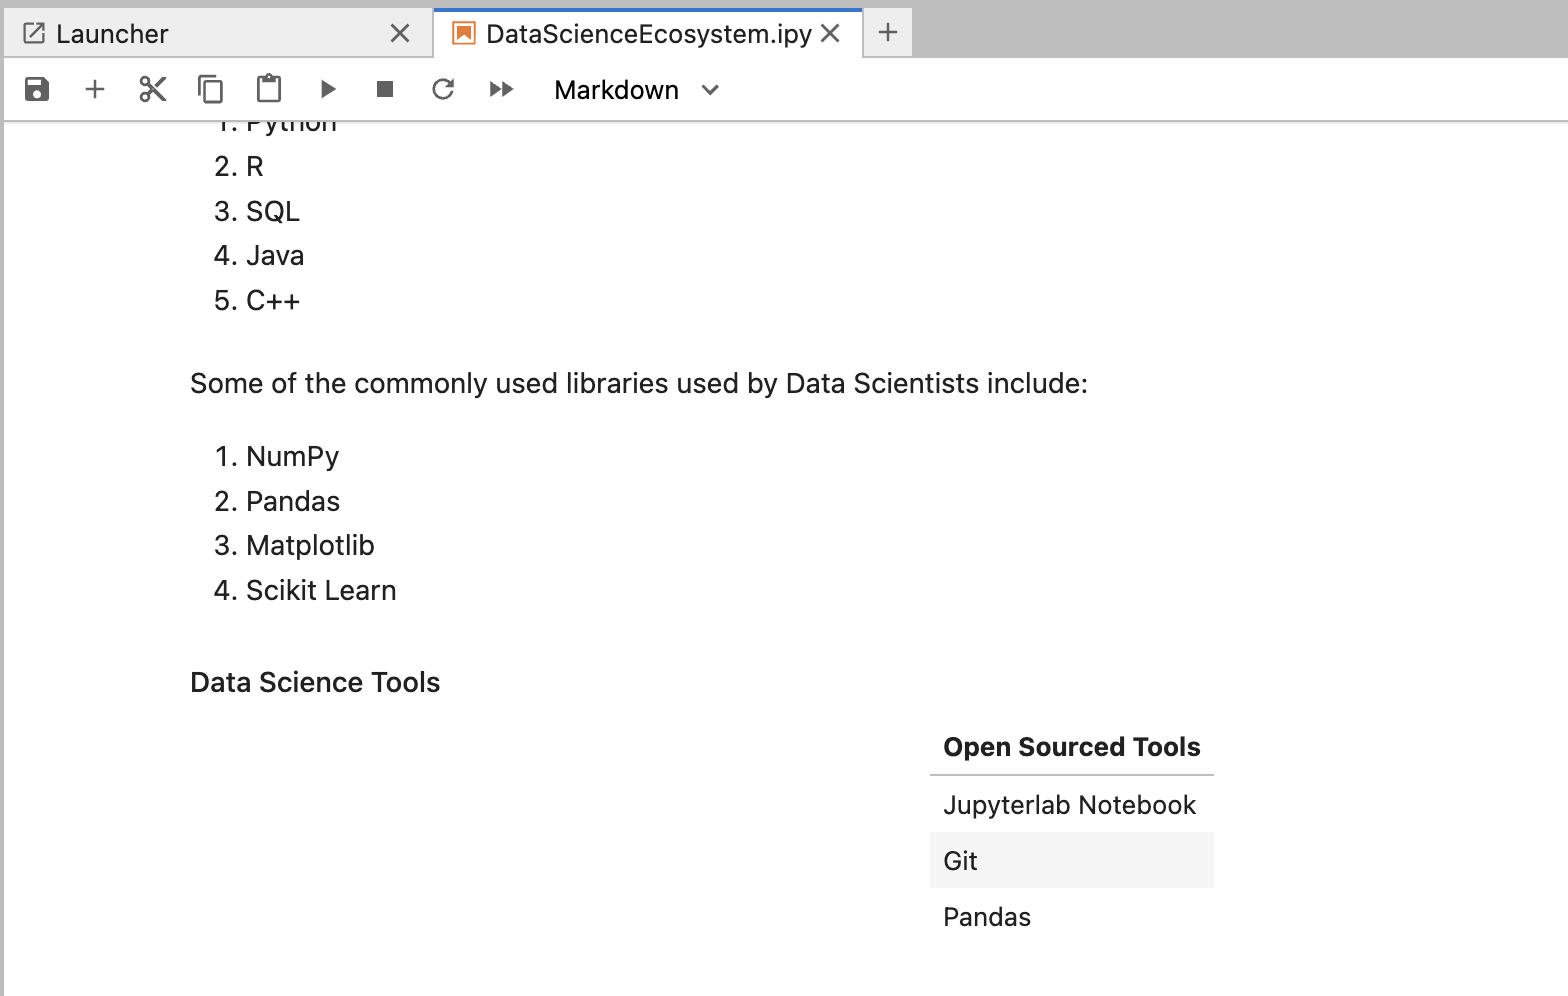 Launcher
DataScienceEcosystem.ipy
Markdown
1. Python
2. R
3. SQL
4. Java
5. C++
Some of the commonly used libraries used by Data Scientists include:
1. NumPy
2. Pandas
3. Matplotlib
4. Scikit Learn
Data Science Tools
Open Sourced Tools
Jupyterlab Notebook
Git
Pandas